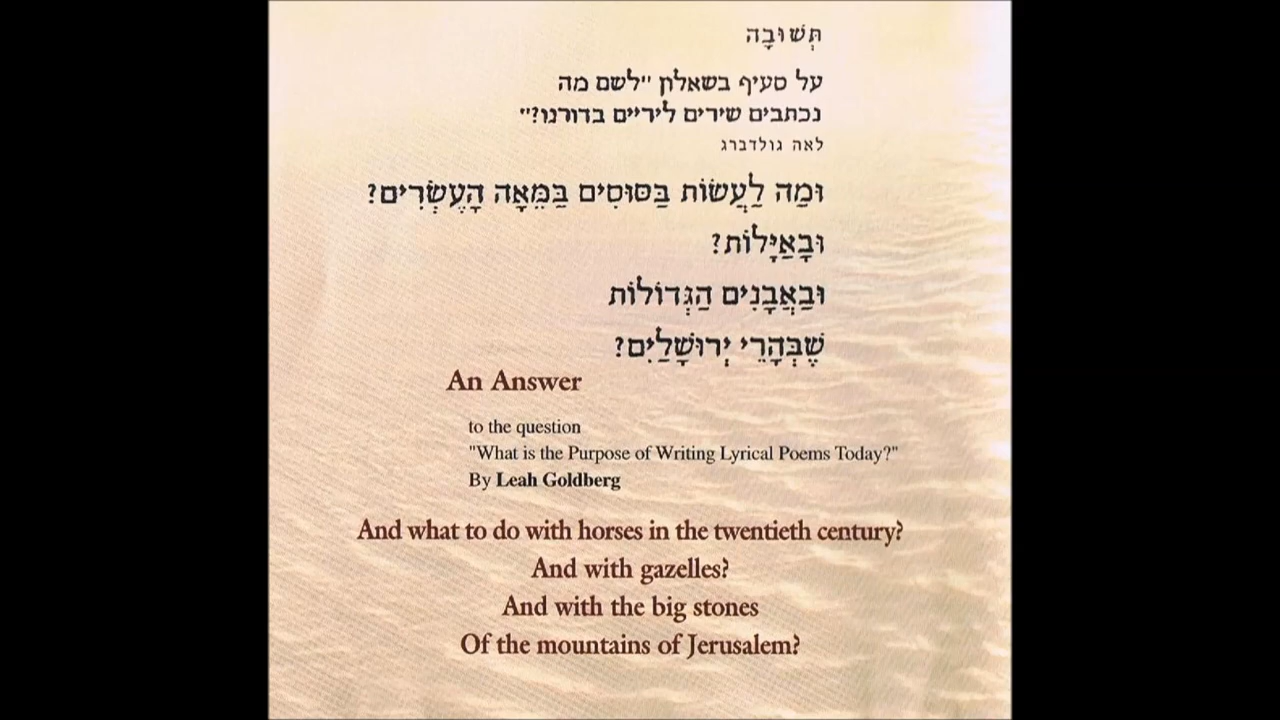 תְּשׁוּבָה
על סעיף בשאלון "לשם מה
נכתבים שירים ליריים בדורנו?"
לאה גולדברג
וּמַה לַעֲשׂוֹת בַּסּוּסִים בַּמֵּאָה הָעֶשְׂרִים?
וּבָאַיָּלוֹת?
וּבַאֲבָנִים הַגְּדוֹלוֹת
שֶׁבְּהָרֵי יְרוּשָׁלַיִם?
An Answer
to the question
"What is the Purpose of Writing Lyrical Poems Today?"
By Leah Goldberg
And what to do with horses in the twentieth century?
And with gazelles?
And with the big stones
Of the mountains of Jerusalem?